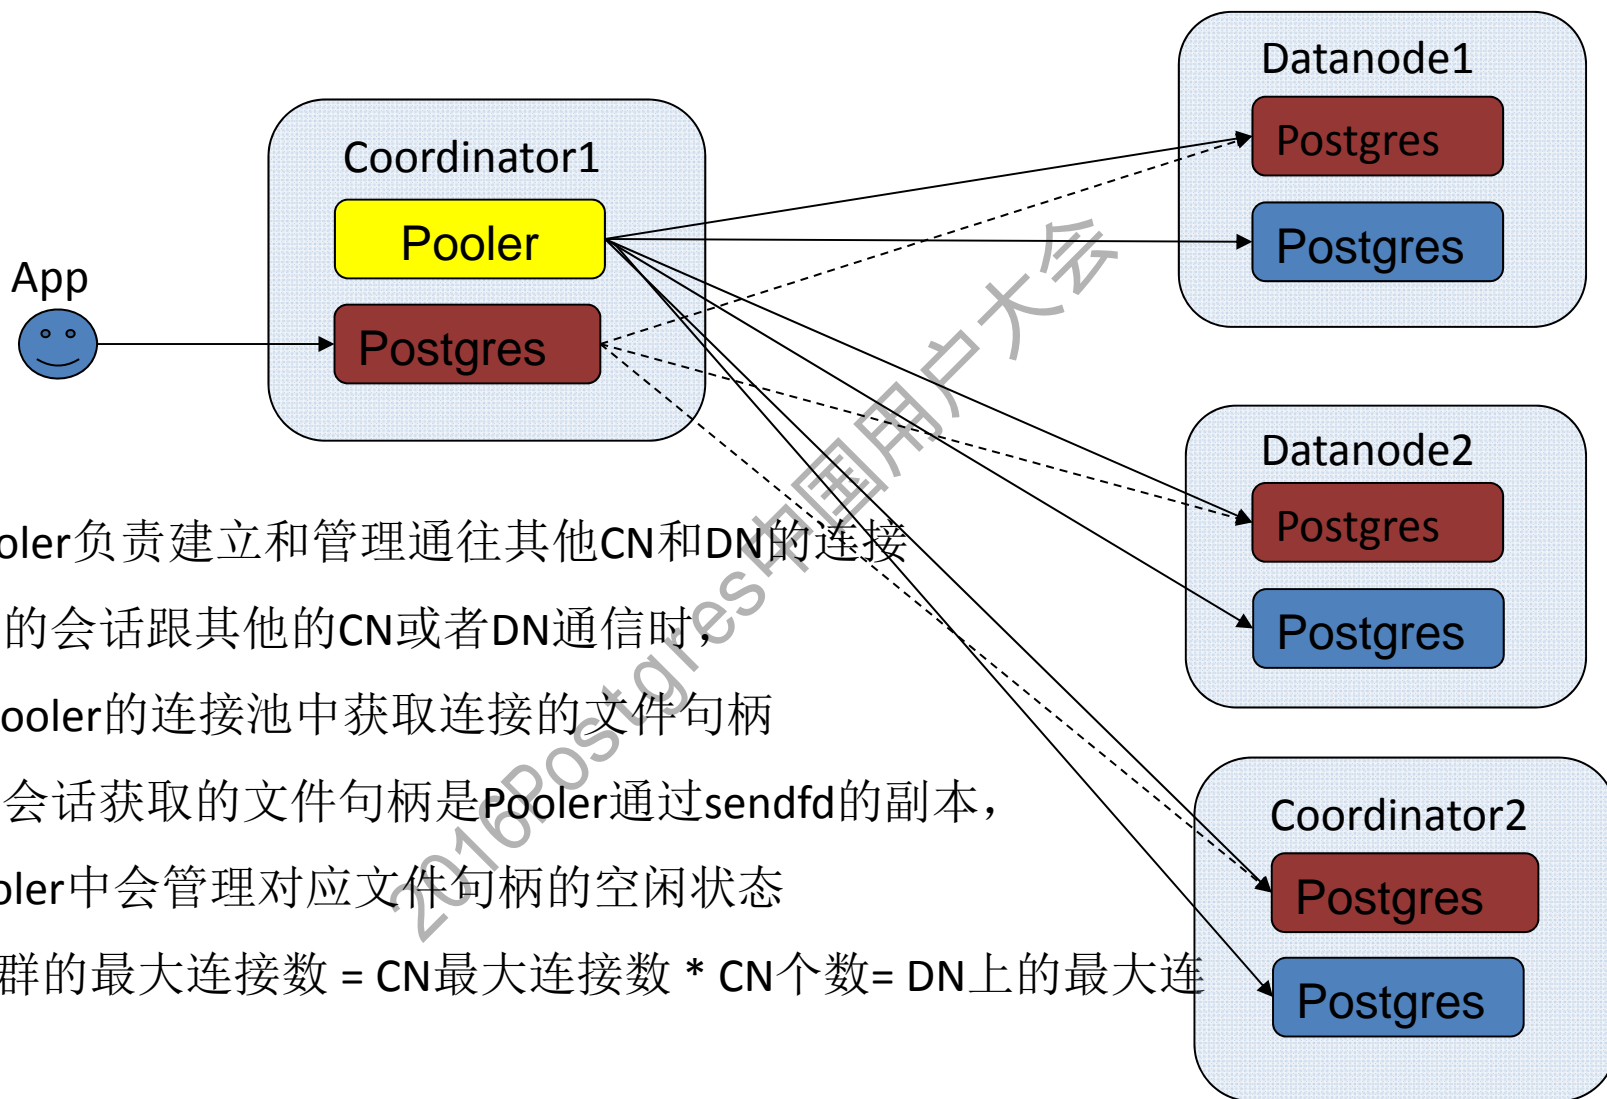 Datanode1
Postgres
Postgres
Coordinator1
Pooler
Postgres
App
Datanode2
Postgres
Postgres
Coordinator2
Postgres
Postgres
oler负责建立和管理通往其他CN和DN的连接
的会话跟其他的CN或者DN通信时，
ooler的连接池中获取连接的文件句柄
会话获取的文件句柄是Pooler通过sendfd的副本，
oler中会管理对应文件句柄的空闲状态
群的最大连接数 = CN最大连接数 * CN个数= DN上的最大连
2016Postgres中国用户大会